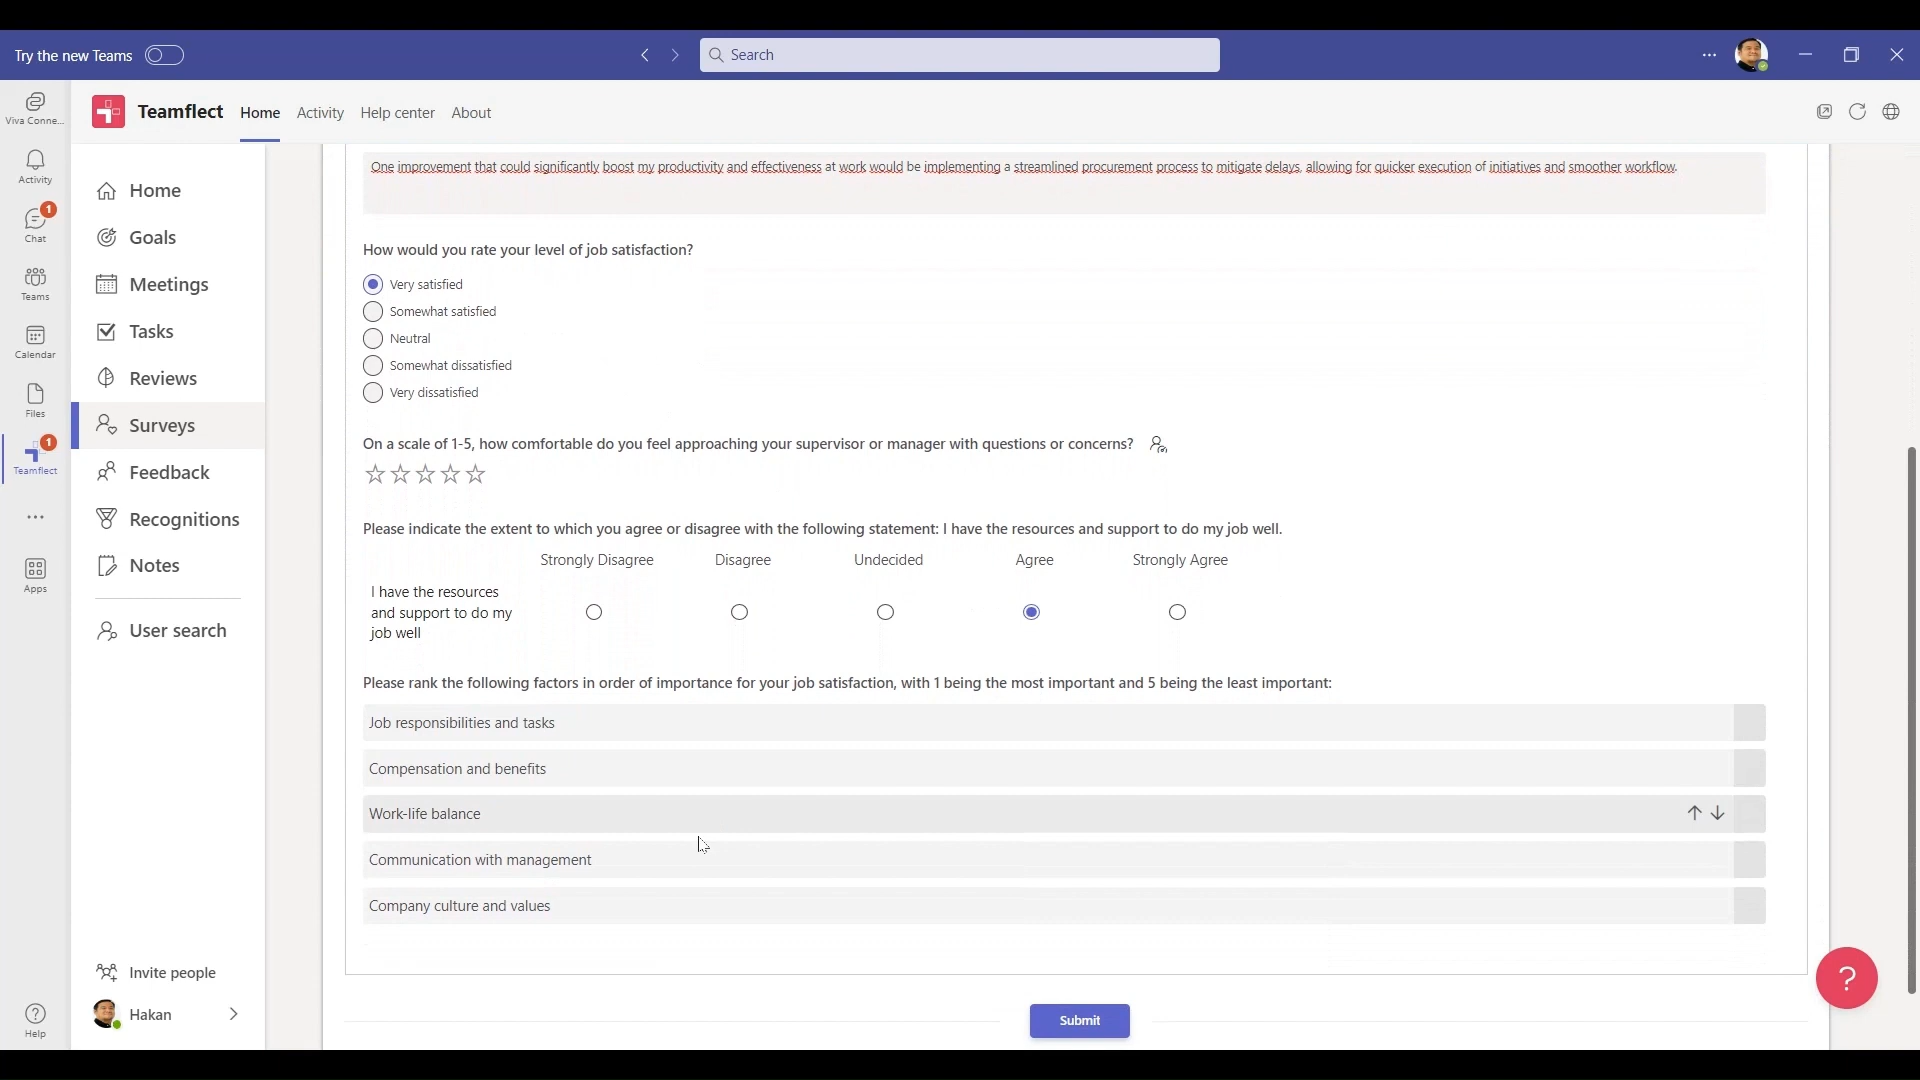 Try the new Teams
Search
Viva Conne...
Teamflect
Home
Activity
Help center
About
Activity
1
Chat
Teams
Calendar
Files
1
Teamflect
Apps
Help
Home
Goals
Meetings
Tasks
Reviews
Surveys
Feedback
Recognitions
Notes
User search
Invite people
Hakan
One improvement that could significantly boost my productivity and effectiveness at work would be implementing a streamlined procurement process to mitigate delays, allowing for quicker execution of initiatives and smoother workflow.
How would you rate your level of job satisfaction?
Very satisfied
Somewhat satisfied
Neutral
Somewhat dissatisfied
Very dissatisfied
On a scale of 1-5, how comfortable do you feel approaching your supervisor or manager with questions or concerns?
Please indicate the extent to which you agree or disagree with the following statement: I have the resources and support to do my job well.
Strongly Disagree
Disagree
Undecided
Agree
Strongly Agree
I have the resources
and support to do my
job well
Please rank the following factors in order of importance for your job satisfaction, with 1 being the most important and 5 being the least important:
Job responsibilities and tasks
Compensation and benefits
Work-life balance
Communication with management
Company culture and values
Submit
?